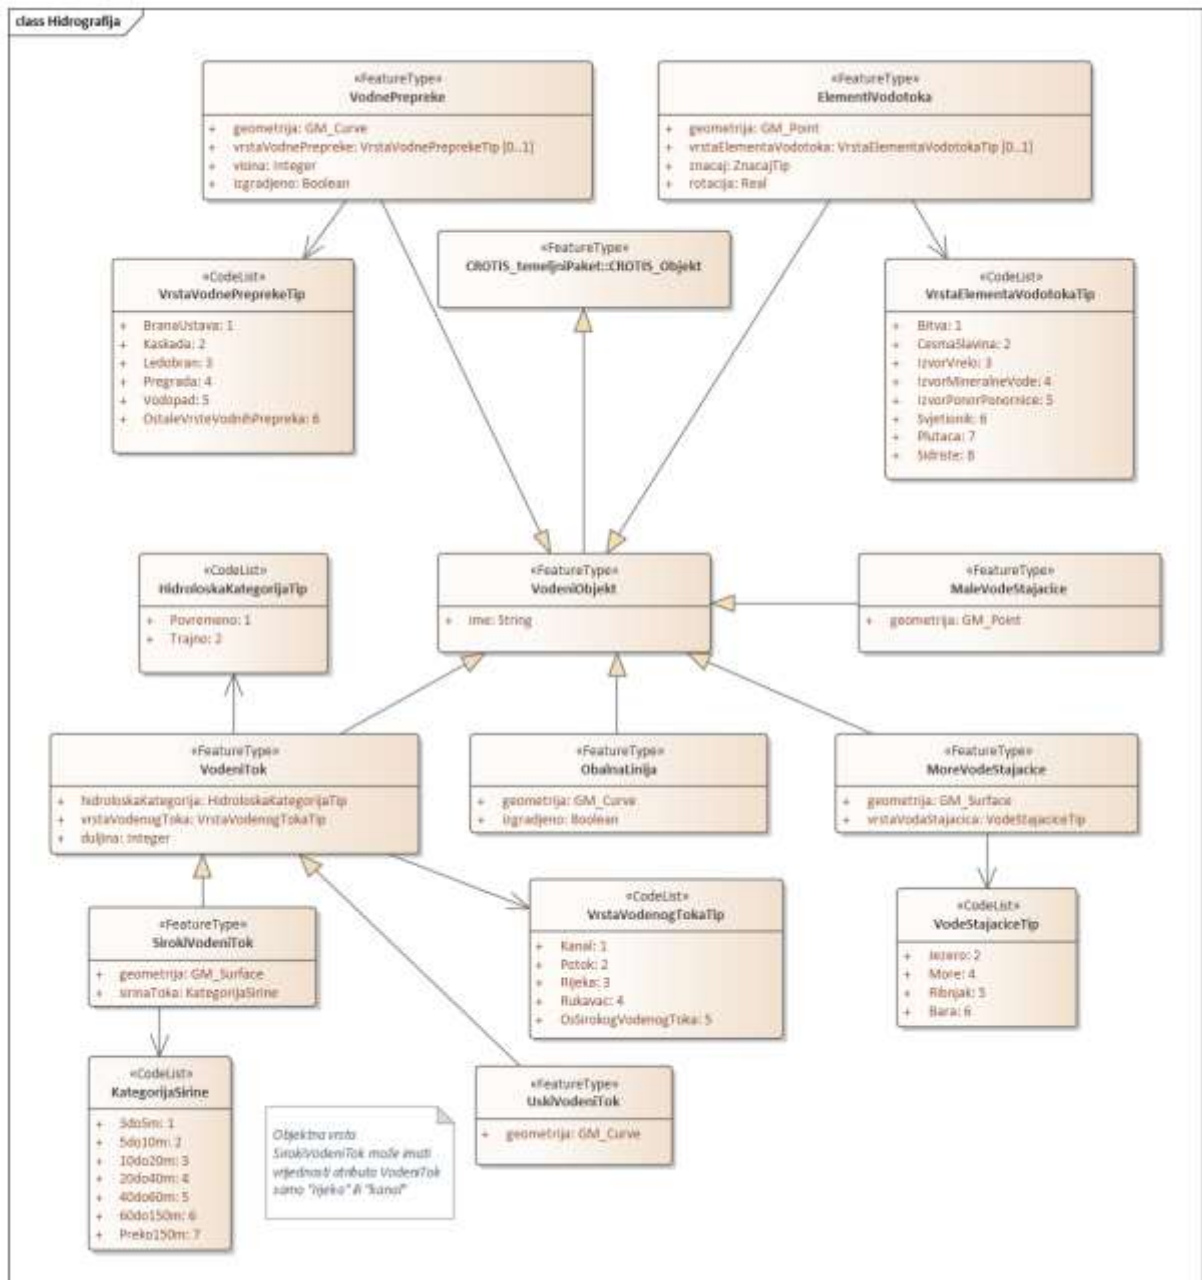 class Hidrografija
«FeatureType»
VodnePrepreke
+ geometrija: GM_Curve
+ vrstaVodnePrepreke: VrstaVodnePreprekeTip [0..1]
+ visina: Integer
+ izgradjeno: Boolean
«FeatureType»
ElementiVodotoka
+ geometrija: GM_Point
+ vrstaElementaVodotoka: VrstaElementaVodotokaTip [0..1]
+ znacaj: ZnacajTip
+ rotacija: Real
«FeatureType»
CROTIS_temeljniPaket::CROTIS_Objekt
«CodeList»
VrstaVodnePreprekeTip
+ BranaUstava: 1
+ Kaskada: 2
+ Ledobran: 3
+ Pregrada: 4
+ Vodopad: 5
+ OstaleVrsteVodnihPrepreka: 6
«CodeList»
VrstaElementaVodotokaTip
+ Bitva: 1
+ CesmaSlavina: 2
+ IzvorVrelo: 3
+ IzvorMineralneVode: 4
+ IzvorPonorPonornice: 5
+ Svjetionik: 6
+ Plutaca: 7
+ Sidriste: 8
«CodeList»
HidroloskaKategorijaTip
+ Povremeno: 1
+ Trajno: 2
«FeatureType»
VodeniObjekt
+ ime: String
«FeatureType»
MaleVodeStajacice
+ geometrija: GM_Point
«FeatureType»
VodeniTok
+ hidroloskaKategorija: HidroloskaKategorijaTip
+ vrstaVodenogToka: VrstaVodenogTokaTip
+ duljina: Integer
«FeatureType»
ObalnaLinija
+ geometrija: GM_Curve
+ izgradjeno: Boolean
«FeatureType»
MoreVodeStajacice
+ geometrija: GM_Surface
+ vrstaVodaStajacica: VodeStajaciceTip
«FeatureType»
SirokiVodeniTok
+ geometrija: GM_Surface
+ sirinaToka: KategorijaSirine
«CodeList»
VrstaVodenogTokaTip
+ Kanal: 1
+ Potok: 2
+ Rijeka: 3
+ Rukavac: 4
+ OsSirokogVodenogToka: 5
«CodeList»
VodeStajaciceTip
+ Jezero: 2
+ More: 4
+ Ribnjak: 5
+ Bara: 6
«CodeList»
KategorijaSirine
+ 3do5m: 1
+ 5do10m: 2
+ 10do20m: 3
+ 20do40m: 4
+ 40do60m: 5
+ 60do150m: 6
+ Preko150m: 7
Objektna vrsta
SirokiVodeniTok može imati
vrijednosti atributa VodeniTok
samo "rijeka" ili "kanal"
«FeatureType»
UskiVodeniTok
+ geometrija: GM_Curve